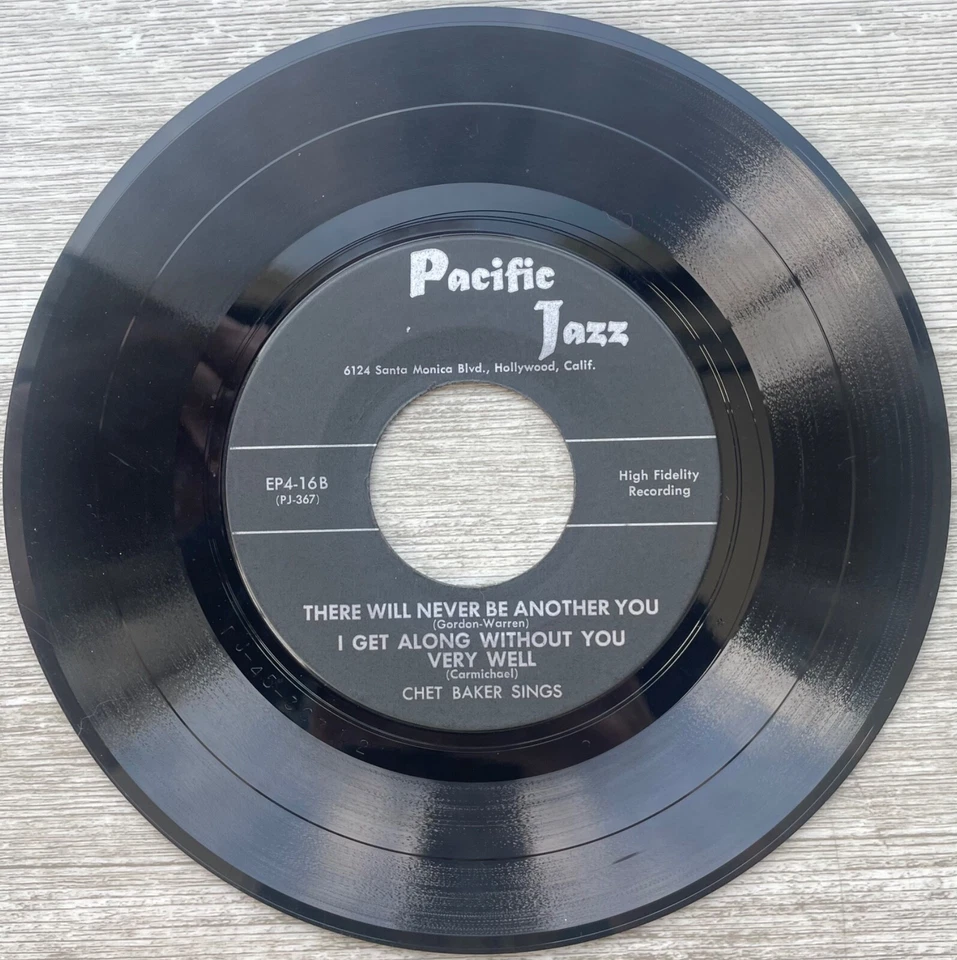 Pacific
Jazz
6124 Santa Monica Blvd., Hollywood, Calif.
EP4-16B
(PJ-367)
High Fidelity
Recording
THERE WILL NEVER BE ANOTHER YOU
(Gordon-Warren)
I GET ALONG WITHOUT YOU
VERY WELL
(Carmichael)
CHET BAKER SINGS